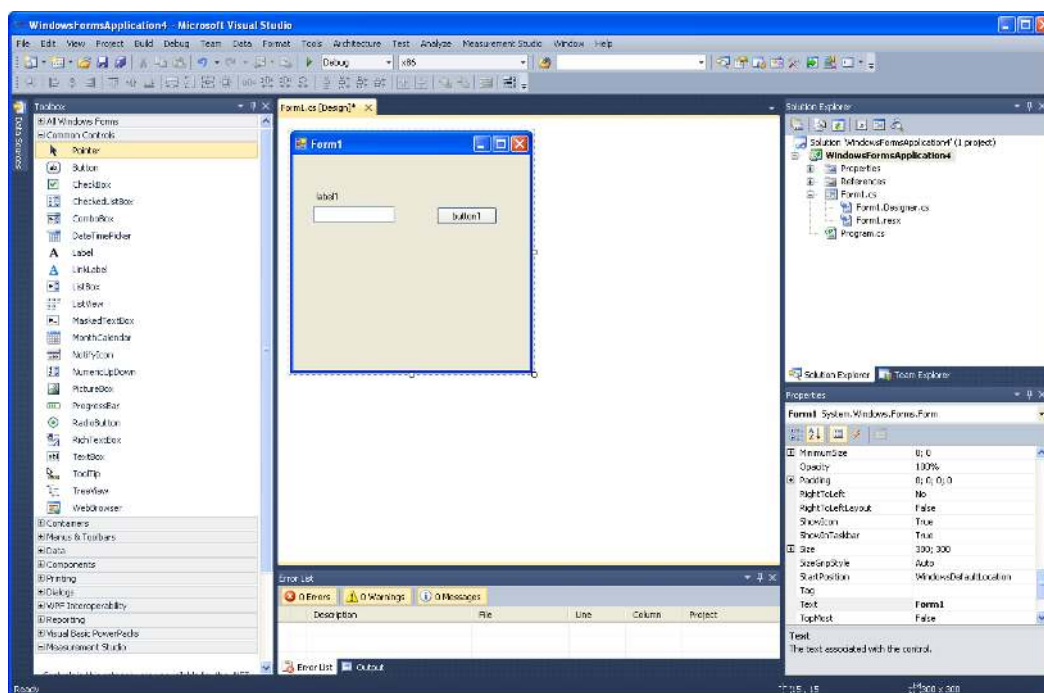 WindowsFormsApplication4 - Microsoft Visual Studio
File Edit View Project Build Debug Team Data Format Tools Architecture Test Analyze Measurement Studio Window Help
Debug x86
Toolbox
All Windows Forms
Common Controls
Pointer
Button
CheckBox
CheckedListBox
ComboBox
DateTimePicker
Label
LinkLabel
ListBox
ListView
MaskedTextBox
MonthCalendar
NotifyIcon
NumericUpDown
PictureBox
ProgressBar
RadioButton
RichTextBox
TextBox
ToolTip
TreeView
WebBrowser
Containers
Menus & Toolbars
Data
Components
Printing
Dialogs
WPF Interoperability
Reporting
Visual Basic PowerPacks
Measurement Studio
Data Sources
Form1.cs [Design]*
Form1
label1
button1
Error List
0 Errors 0 Warnings 0 Messages
Description File Line Column Project
Error List Output
Solution Explorer
Solution 'WindowsFormsApplication4' (1 project)
WindowsFormsApplication4
Properties
References
Form1.cs
Form1.Designer.cs
Form1.resx
Program.cs
Solution Explorer Team Explorer
Properties
Form1 System.Windows.Forms.Form
MinimumSize 0; 0
Opacity 100%
Padding 0; 0; 0; 0
RightToLeft No
RightToLeftLayout False
ShowIcon True
ShowInTaskbar True
Size 300; 300
SizeGripStyle Auto
StartPosition WindowsDefaultLocation
Tag
Text Form1
TopMost False
Text
The text associated with the control.
Ready 15 , 15 300 x 300